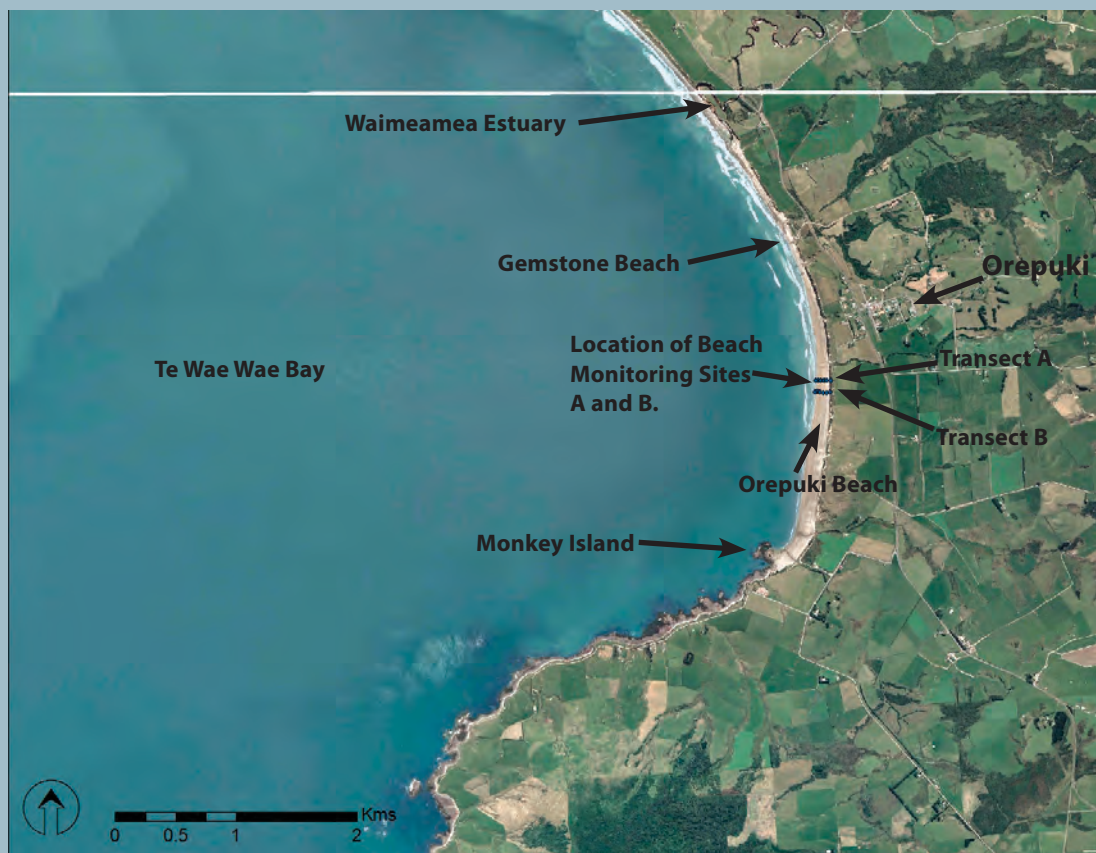 Waimeamea Estuary
Gemstone Beach
Orepuki
Location of Beach
Monitoring Sites
A and B.
Transect A
Te Wae Wae Bay
Transect B
Orepuki Beach
Monkey Island
Kms
0 0.5 1 2